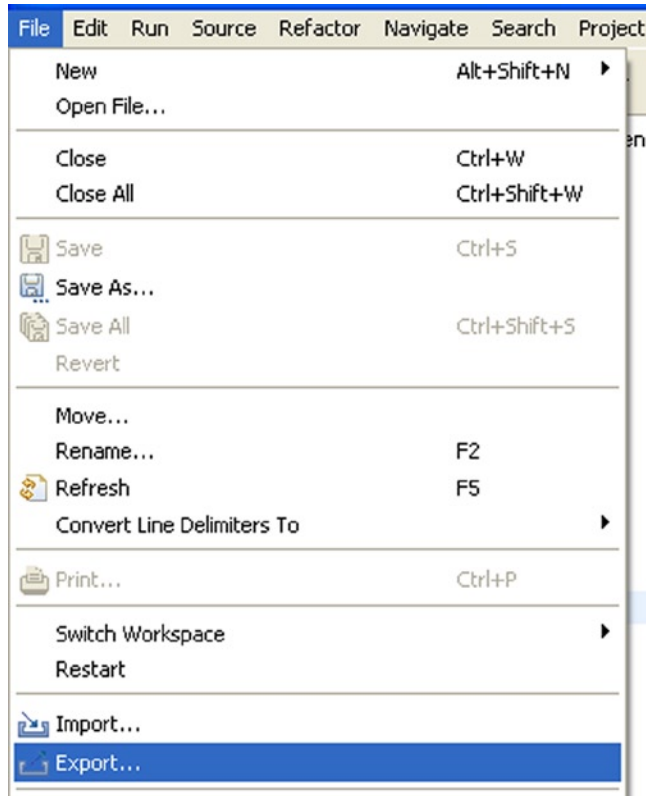 File Edit Run Source Refactor Navigate Search Project
New Alt+Shift+N
Open File...
Close Ctrl+W
Close All Ctrl+Shift+W
Save Ctrl+S
Save As...
Save All Ctrl+Shift+S
Revert
Move...
Rename... F2
Refresh F5
Convert Line Delimiters To
Print... Ctrl+P
Switch Workspace
Restart
Import...
Export...